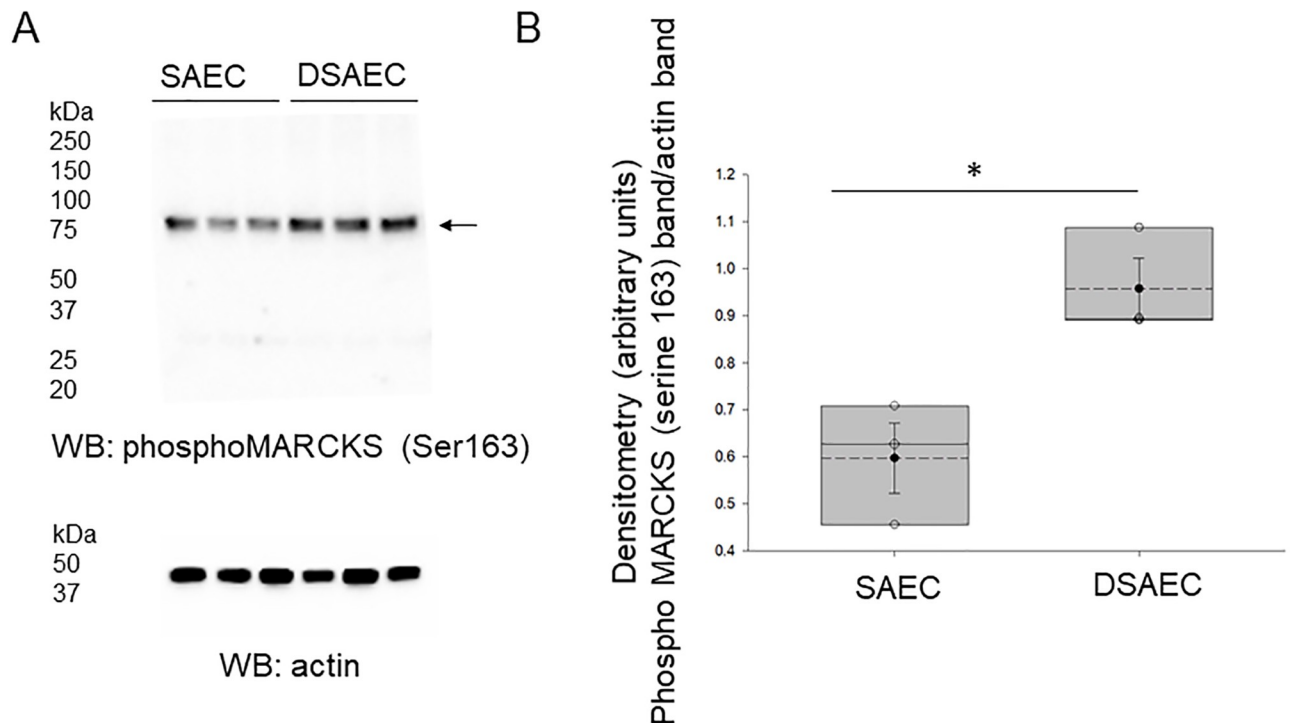 A
SAEC DSAEC
kDa
250
150
100
75
50
37
25
20
WB: phosphoMARCKS (Ser163)
kDa
50
37
WB: actin
B
Densitometry (arbitrary units)
Phospho MARCKS (serine 163) band/actin band
*
1.2
1.1
1.0
0.9
0.8
0.7
0.6
0.5
0.4
SAEC DSAEC